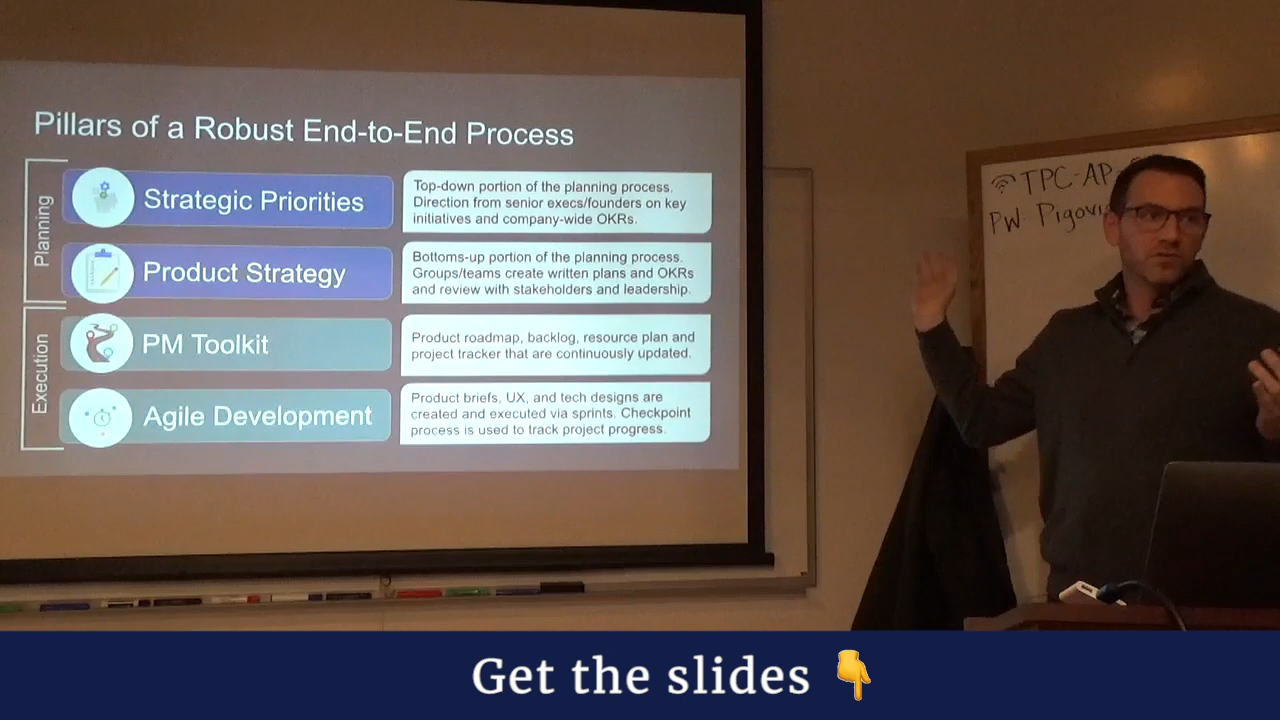 Pillars of a Robust End-to-End Process
Planning
Strategic Priorities
Top-down portion of the planning process.
Direction from senior execs/founders on key
initiatives and company-wide OKRs.
Product Strategy
Bottoms-up portion of the planning process.
Groups/teams create written plans and OKRs
and review with stakeholders and leadership.
Execution
PM Toolkit
Product roadmap, backlog, resource plan and
project tracker that are continuously updated.
Agile Development
Product briefs, UX, and tech designs are
created and executed via sprints. Checkpoint
process is used to track project progress.
TPC-AP
PW
Get the slides 👇